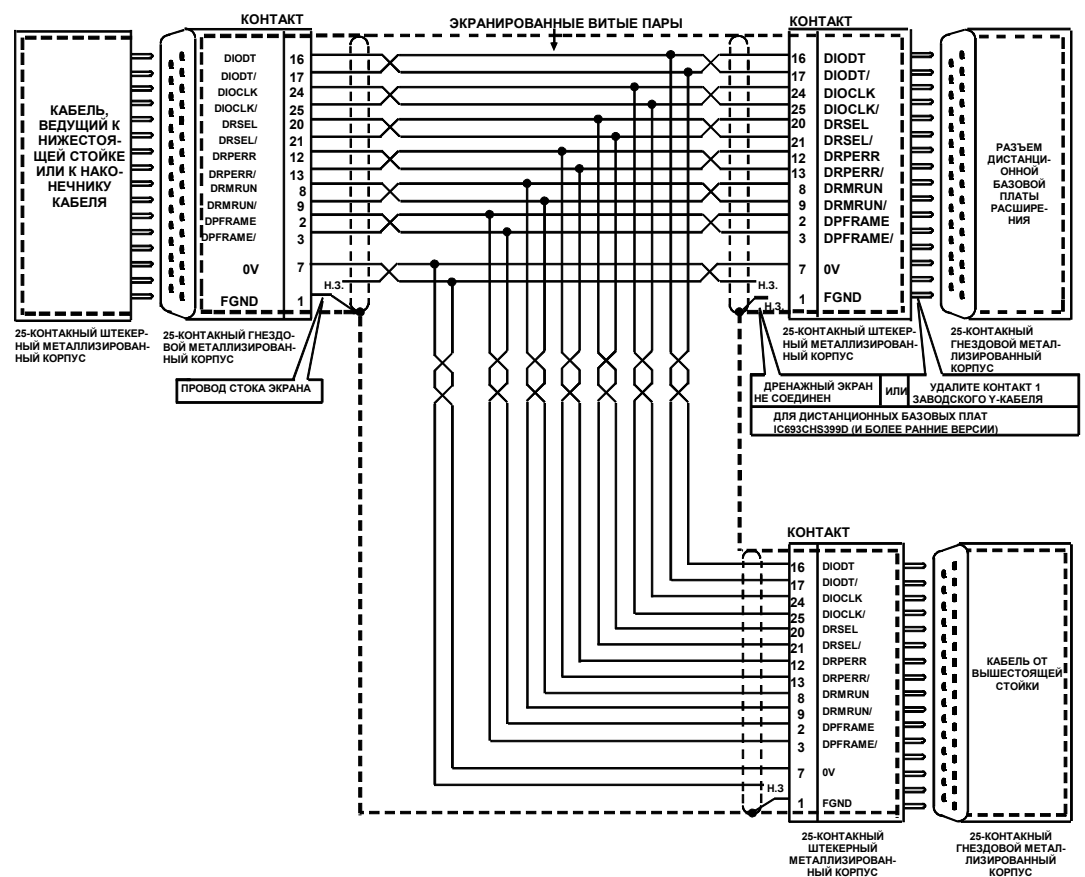 КОНТАКТ
ЭКРАНИРОВАННЫЕ ВИТЫЕ ПАРЫ
КОНТАКТ
КАБЕЛЬ,
ВЕДУЩИЙ К
НИЖЕСТОЯ-
ЩЕЙ СТОЙКЕ
ИЛИ К НАКО-
НЕЧНИКУ
КАБЕЛЯ
DIODT 16
DIODT/ 17
DIOCLK 24
DIOCLK/ 25
DRSEL 20
DRSEL/ 21
DRPERR 12
DRPERR/ 13
DRMRUN 8
DRMRUN/ 9
DPFRAME 2
DPFRAME/ 3
0V 7
FGND 1
Н.З.
16 DIODT
17 DIODT/
24 DIOCLK
25 DIOCLK/
20 DRSEL
21 DRSEL/
12 DRPERR
13 DRPERR/
8 DRMRUN
9 DRMRUN/
2 DPFRAME
3 DPFRAME/
7 0V
Н.З.
1 FGND
Н.З.
РАЗЪЕМ
ДИСТАНЦИ-
ОННОЙ
БАЗОВОЙ
ПЛАТЫ
РАСШИРЕ-
НИЯ
25-КОНТАКНЫЙ ШТЕКЕР-
НЫЙ МЕТАЛЛИЗИРОВАН-
НЫЙ КОРПУС
25-КОНТАКНЫЙ ГНЕЗДО-
ВОЙ МЕТАЛЛИЗИРОВАН-
НЫЙ КОРПУС
25-КОНТАКНЫЙ ШТЕКЕР-
НЫЙ МЕТАЛЛИЗИРОВАН-
НЫЙ КОРПУС
25-КОНТАКНЫЙ
ГНЕЗДОВОЙ МЕТАЛ-
ЛИЗИРОВАННЫЙ
КОРПУС
ПРОВОД СТОКА ЭКРАНА
ДРЕНАЖНЫЙ ЭКРАН
НЕ СОЕДИНЕН
ИЛИ
УДАЛИТЕ КОНТАКТ 1
ЗАВОДСКОГО Y-КАБЕЛЯ
ДЛЯ ДИСТАНЦИОННЫХ БАЗОВЫХ ПЛАТ
IC693CHS399D (И БОЛЕЕ РАННИЕ ВЕРСИИ)
КОНТАКТ
16 DIODT
17 DIODT/
24 DIOCLK
25 DIOCLK/
20 DRSEL
21 DRSEL/
12 DRPERR
13 DRPERR/
8 DRMRUN
9 DRMRUN/
2 DPFRAME
3 DPFRAME/
7 0V
Н.З
1 FGND
КАБЕЛЬ ОТ
ВЫШЕСТОЯЩЕЙ
СТОЙКИ
25-КОНТАКНЫЙ
ШТЕКЕРНЫЙ
МЕТАЛЛИЗИРОВАН-
НЫЙ КОРПУС
25-КОНТАКНЫЙ
ГНЕЗДОВОЙ МЕТАЛ-
ЛИЗИРОВАННЫЙ
КОРПУС